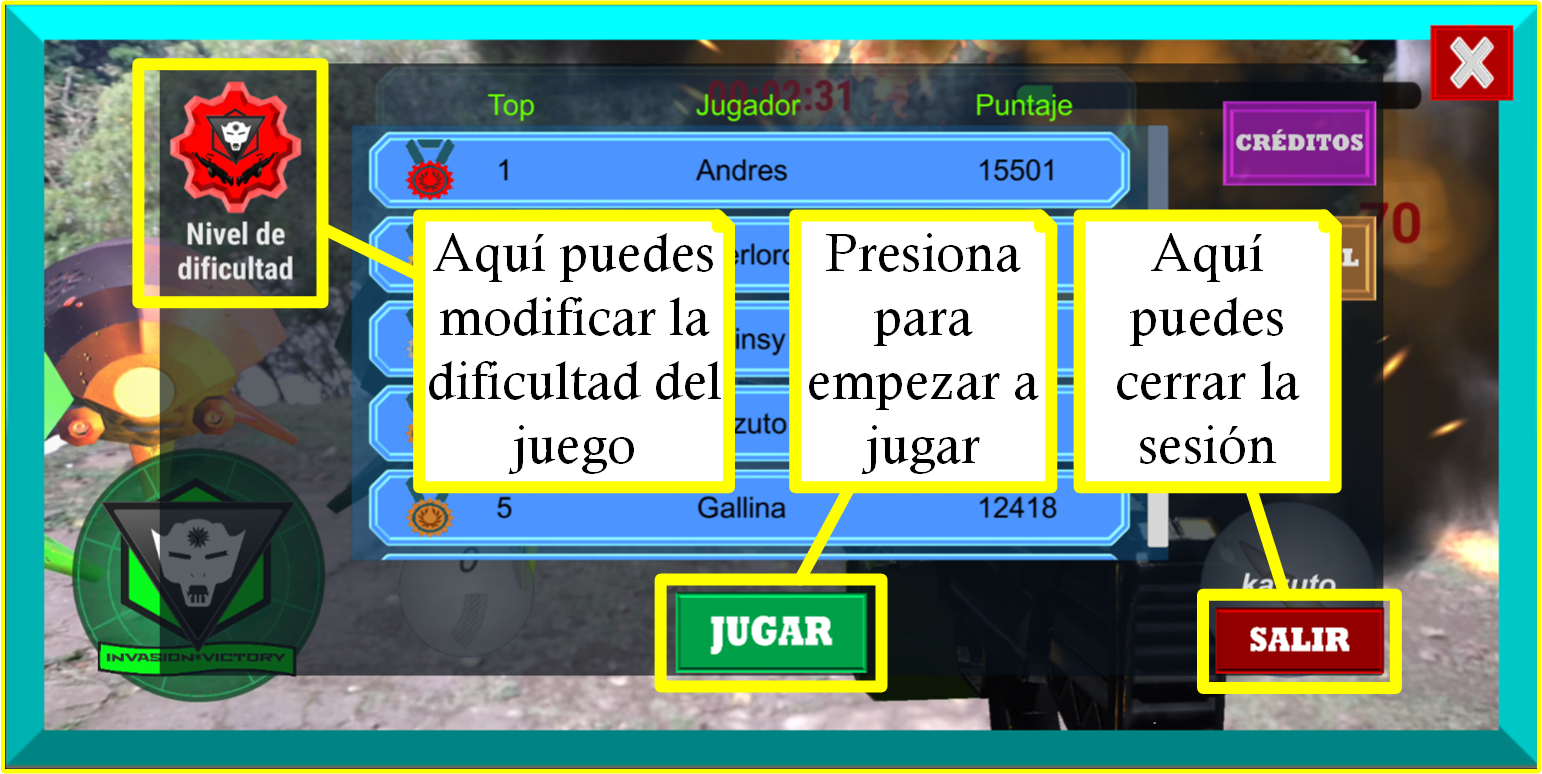 00:02:31
Top Jugador Puntaje
CRÉDITOS
1 Andres 15501
70
Nivel de
dificultad
Aquí puedes
modificar la
dificultad del
juego
Presiona
para
empezar a
jugar
Aquí
puedes
cerrar la
sesión
5 Gallina 12418
0
kazuto
JUGAR
SALIR
INVASION VICTORY